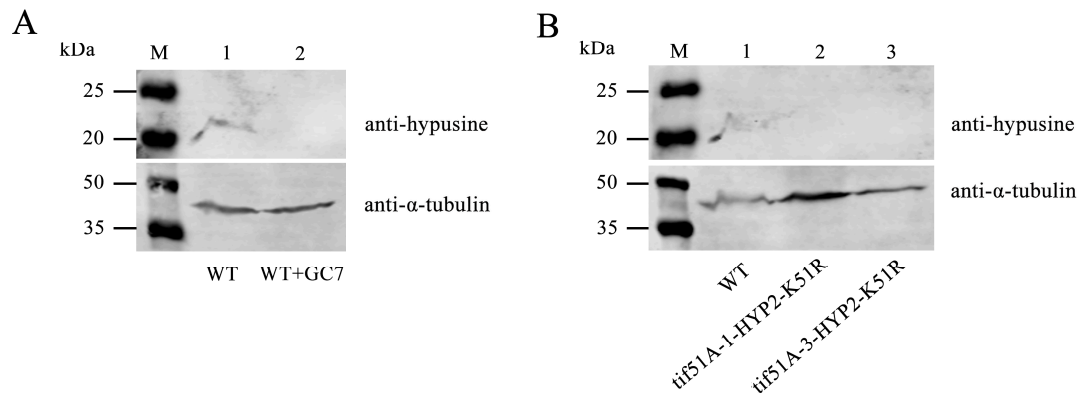 A
kDa M 1 2
25
20
anti-hypusine
50
35
anti-α-tubulin
WT WT+GC7
B
kDa M 1 2 3
25
20
anti-hypusine
50
35
anti-α-tubulin
WT
tif51A-1-HYP2-K51R
tif51A-3-HYP2-K51R